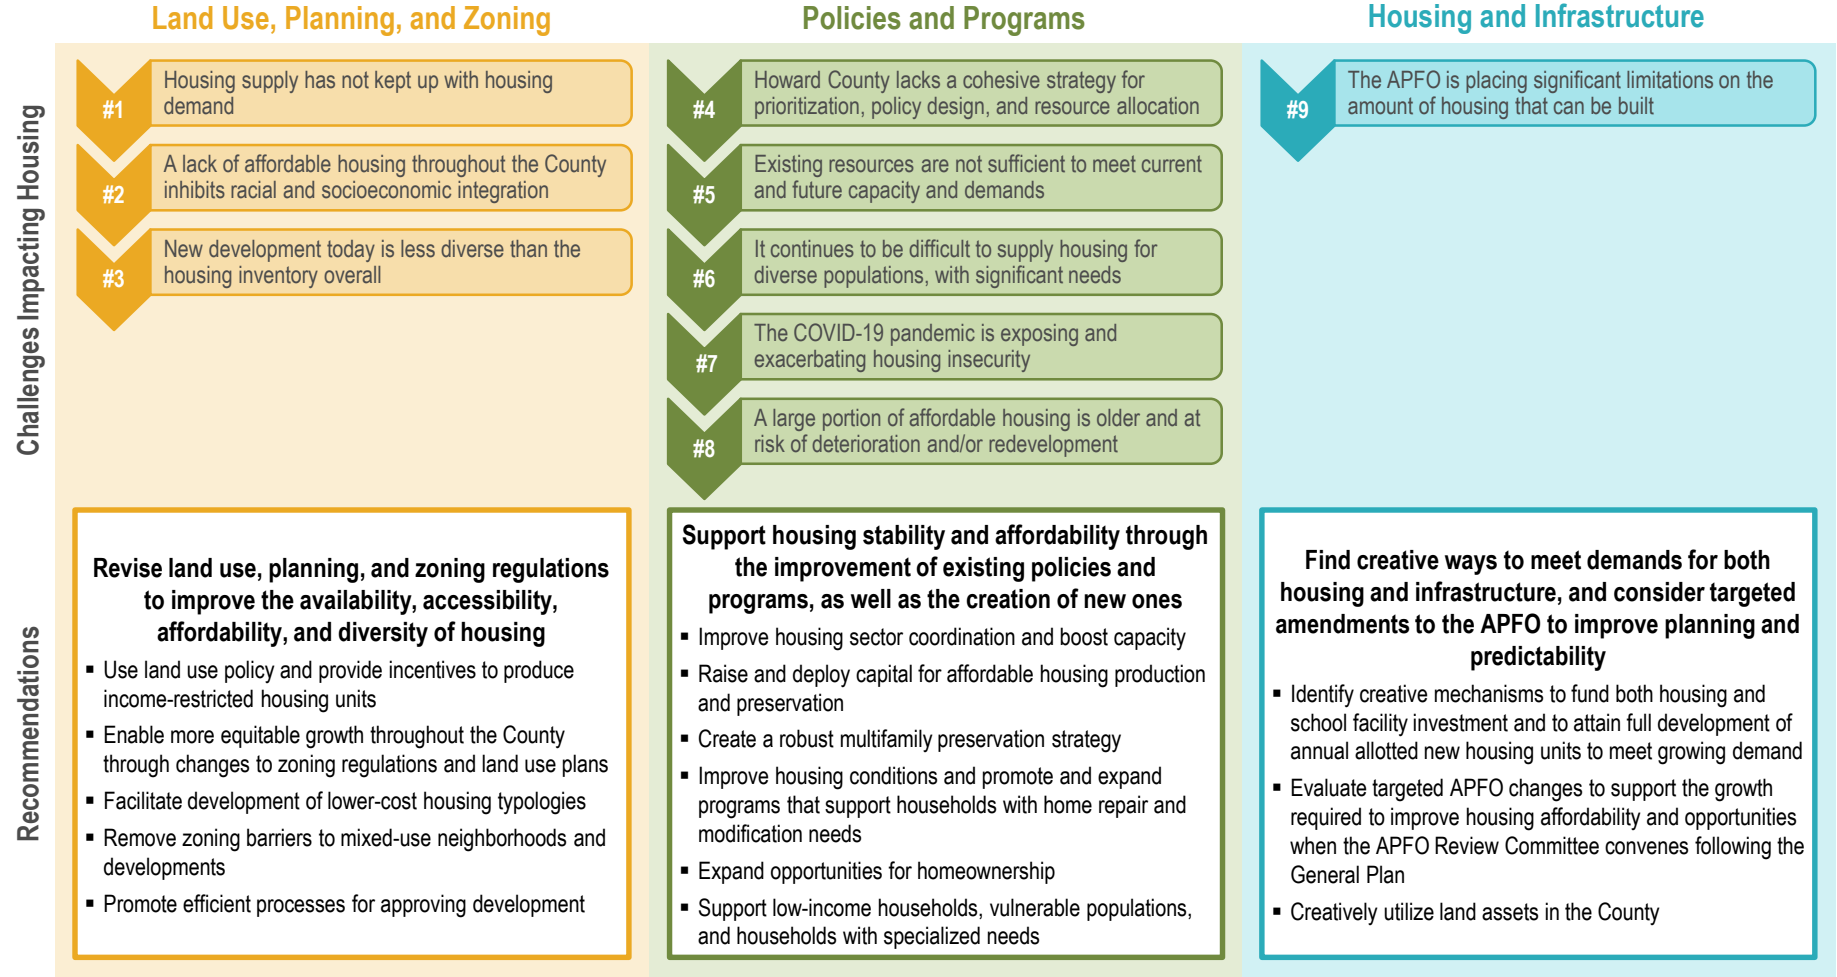 Land Use, Planning, and Zoning
Policies and Programs
Housing and Infrastructure
Challenges Impacting Housing
#1
Housing supply has not kept up with housing
demand
#2
A lack of affordable housing throughout the County
inhibits racial and socioeconomic integration
#3
New development today is less diverse than the
housing inventory overall
#4
Howard County lacks a cohesive strategy for
prioritization, policy design, and resource allocation
#5
Existing resources are not sufficient to meet current
and future capacity and demands
#6
It continues to be difficult to supply housing for
diverse populations, with significant needs
#7
The COVID-19 pandemic is exposing and
exacerbating housing insecurity
#8
A large portion of affordable housing is older and at
risk of deterioration and/or redevelopment
#9
The APFO is placing significant limitations on the
amount of housing that can be built
Recommendations
Revise land use, planning, and zoning regulations
to improve the availability, accessibility,
affordability, and diversity of housing
▪ Use land use policy and provide incentives to produce
income-restricted housing units
▪ Enable more equitable growth throughout the County
through changes to zoning regulations and land use plans
▪ Facilitate development of lower-cost housing typologies
▪ Remove zoning barriers to mixed-use neighborhoods and
developments
▪ Promote efficient processes for approving development
Support housing stability and affordability through
the improvement of existing policies and
programs, as well as the creation of new ones
▪ Improve housing sector coordination and boost capacity
▪ Raise and deploy capital for affordable housing production
and preservation
▪ Create a robust multifamily preservation strategy
▪ Improve housing conditions and promote and expand
programs that support households with home repair and
modification needs
▪ Expand opportunities for homeownership
▪ Support low-income households, vulnerable populations,
and households with specialized needs
Find creative ways to meet demands for both
housing and infrastructure, and consider targeted
amendments to the APFO to improve planning and
predictability
▪ Identify creative mechanisms to fund both housing and
school facility investment and to attain full development of
annual allotted new housing units to meet growing demand
▪ Evaluate targeted APFO changes to support the growth
required to improve housing affordability and opportunities
when the APFO Review Committee convenes following the
General Plan
▪ Creatively utilize land assets in the County